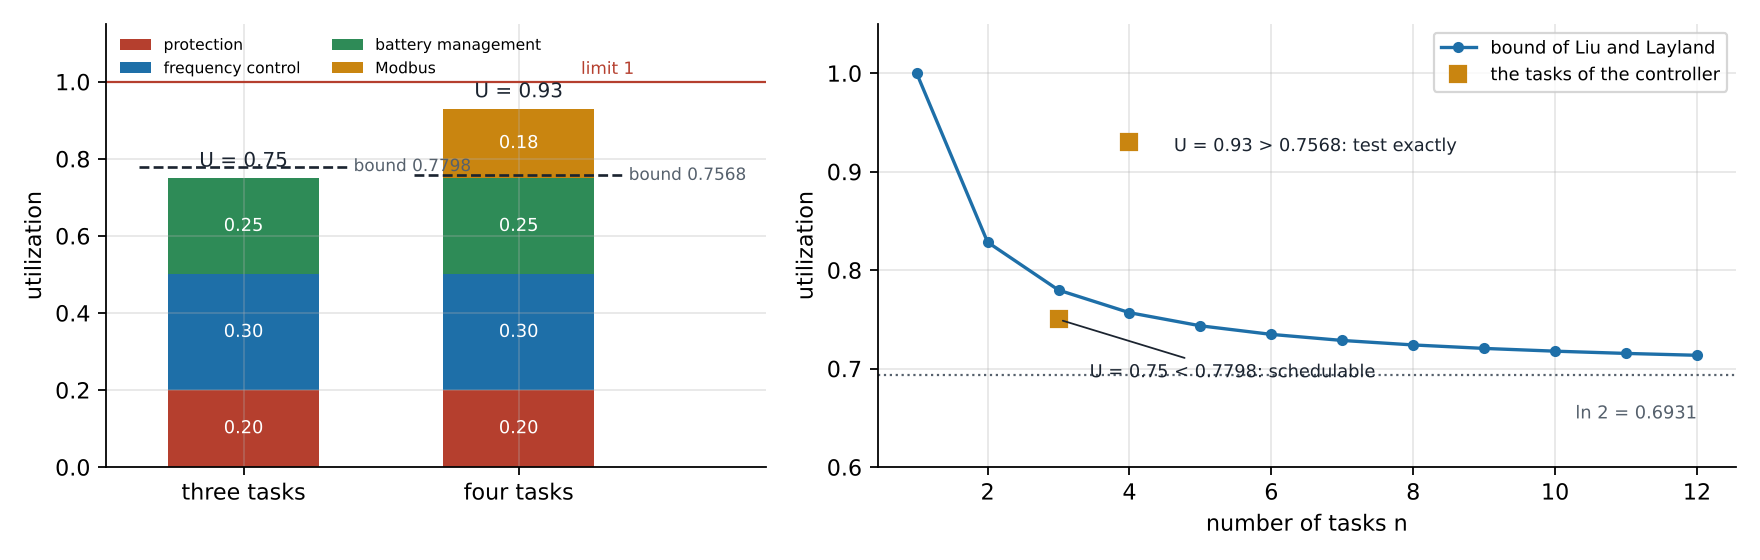 protection
frequency control
battery management
Modbus
limit 1
U = 0.93
U = 0.75
bound 0.7798
bound 0.7568
0.18
0.25
0.25
0.30
0.30
0.20
0.20
utilization
1.0
0.8
0.6
0.4
0.2
0.0
three tasks
four tasks
bound of Liu and Layland
the tasks of the controller
U = 0.93 > 0.7568: test exactly
U = 0.75 < 0.7798: schedulable
ln 2 = 0.6931
utilization
1.0
0.9
0.8
0.7
0.6
2
4
6
8
10
12
number of tasks n